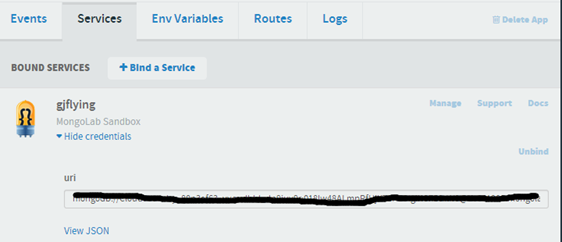 Events Services Env Variables Routes Logs Delete App
BOUND SERVICES + Bind a Service
gjflying Manage Support Docs
MongoLab Sandbox
Hide credentials
Unbind
uri
View JSON